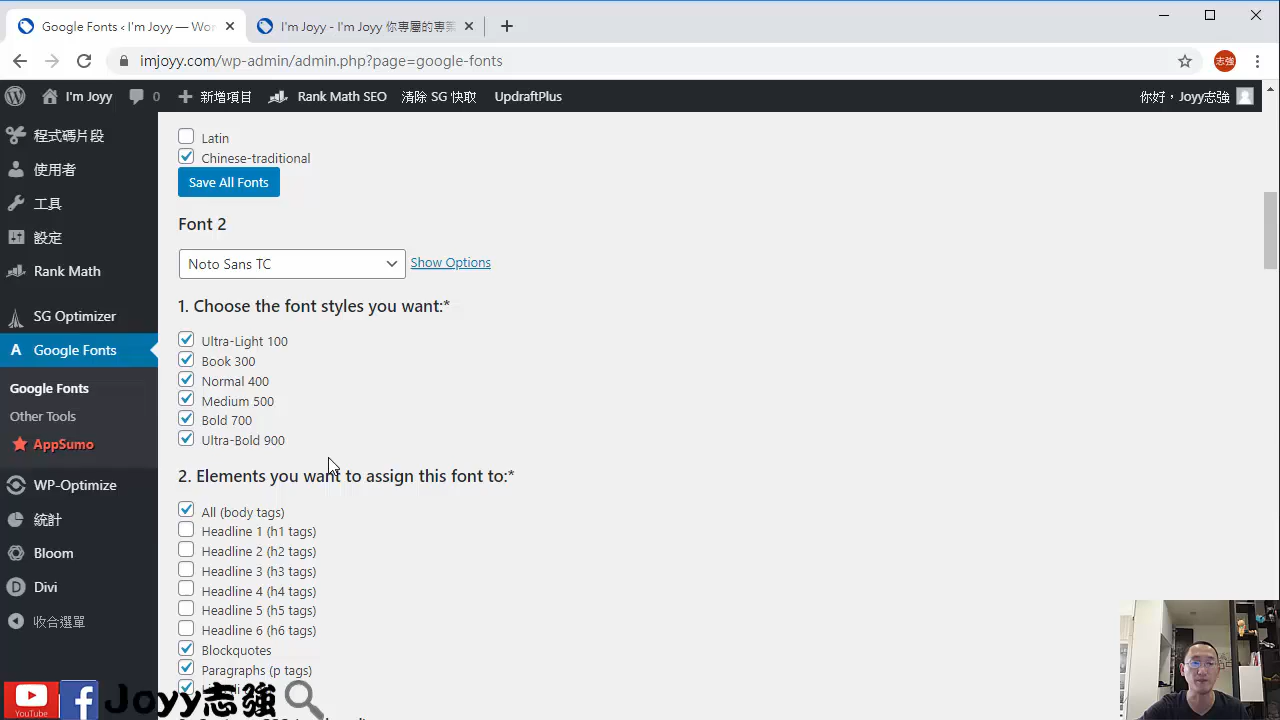 Google Fonts ‹ I'm Joyy — Wor
I'm Joyy - I'm Joyy 你專屬的專業
imjoyy.com/wp-admin/admin.php?page=google-fonts
志強
I'm Joyy
0
新增項目
Rank Math SEO
清除 SG 快取
UpdraftPlus
你好，Joyy志強
程式碼片段
使用者
工具
設定
Rank Math
SG Optimizer
Google Fonts
Google Fonts
Other Tools
AppSumo
WP-Optimize
統計
Bloom
Divi
收合選單
Latin
Chinese-traditional
Save All Fonts
Font 2
Noto Sans TC
Show Options
1. Choose the font styles you want:*
Ultra-Light 100
Book 300
Normal 400
Medium 500
Bold 700
Ultra-Bold 900
2. Elements you want to assign this font to:*
All (body tags)
Headline 1 (h1 tags)
Headline 2 (h2 tags)
Headline 3 (h3 tags)
Headline 4 (h4 tags)
Headline 5 (h5 tags)
Headline 6 (h6 tags)
Blockquotes
Paragraphs (p tags)
YouTube
Joyy志強